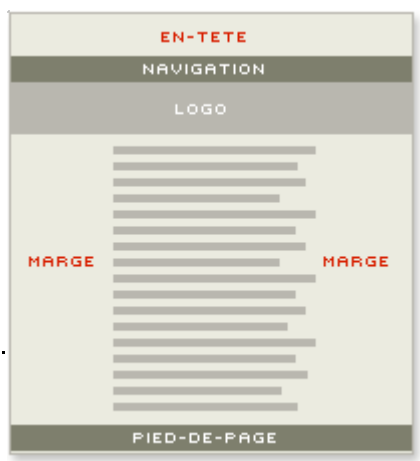 EN-TETE
NAVIGATION
LOGO
MARGE MARGE
PIED-DE-PAGE